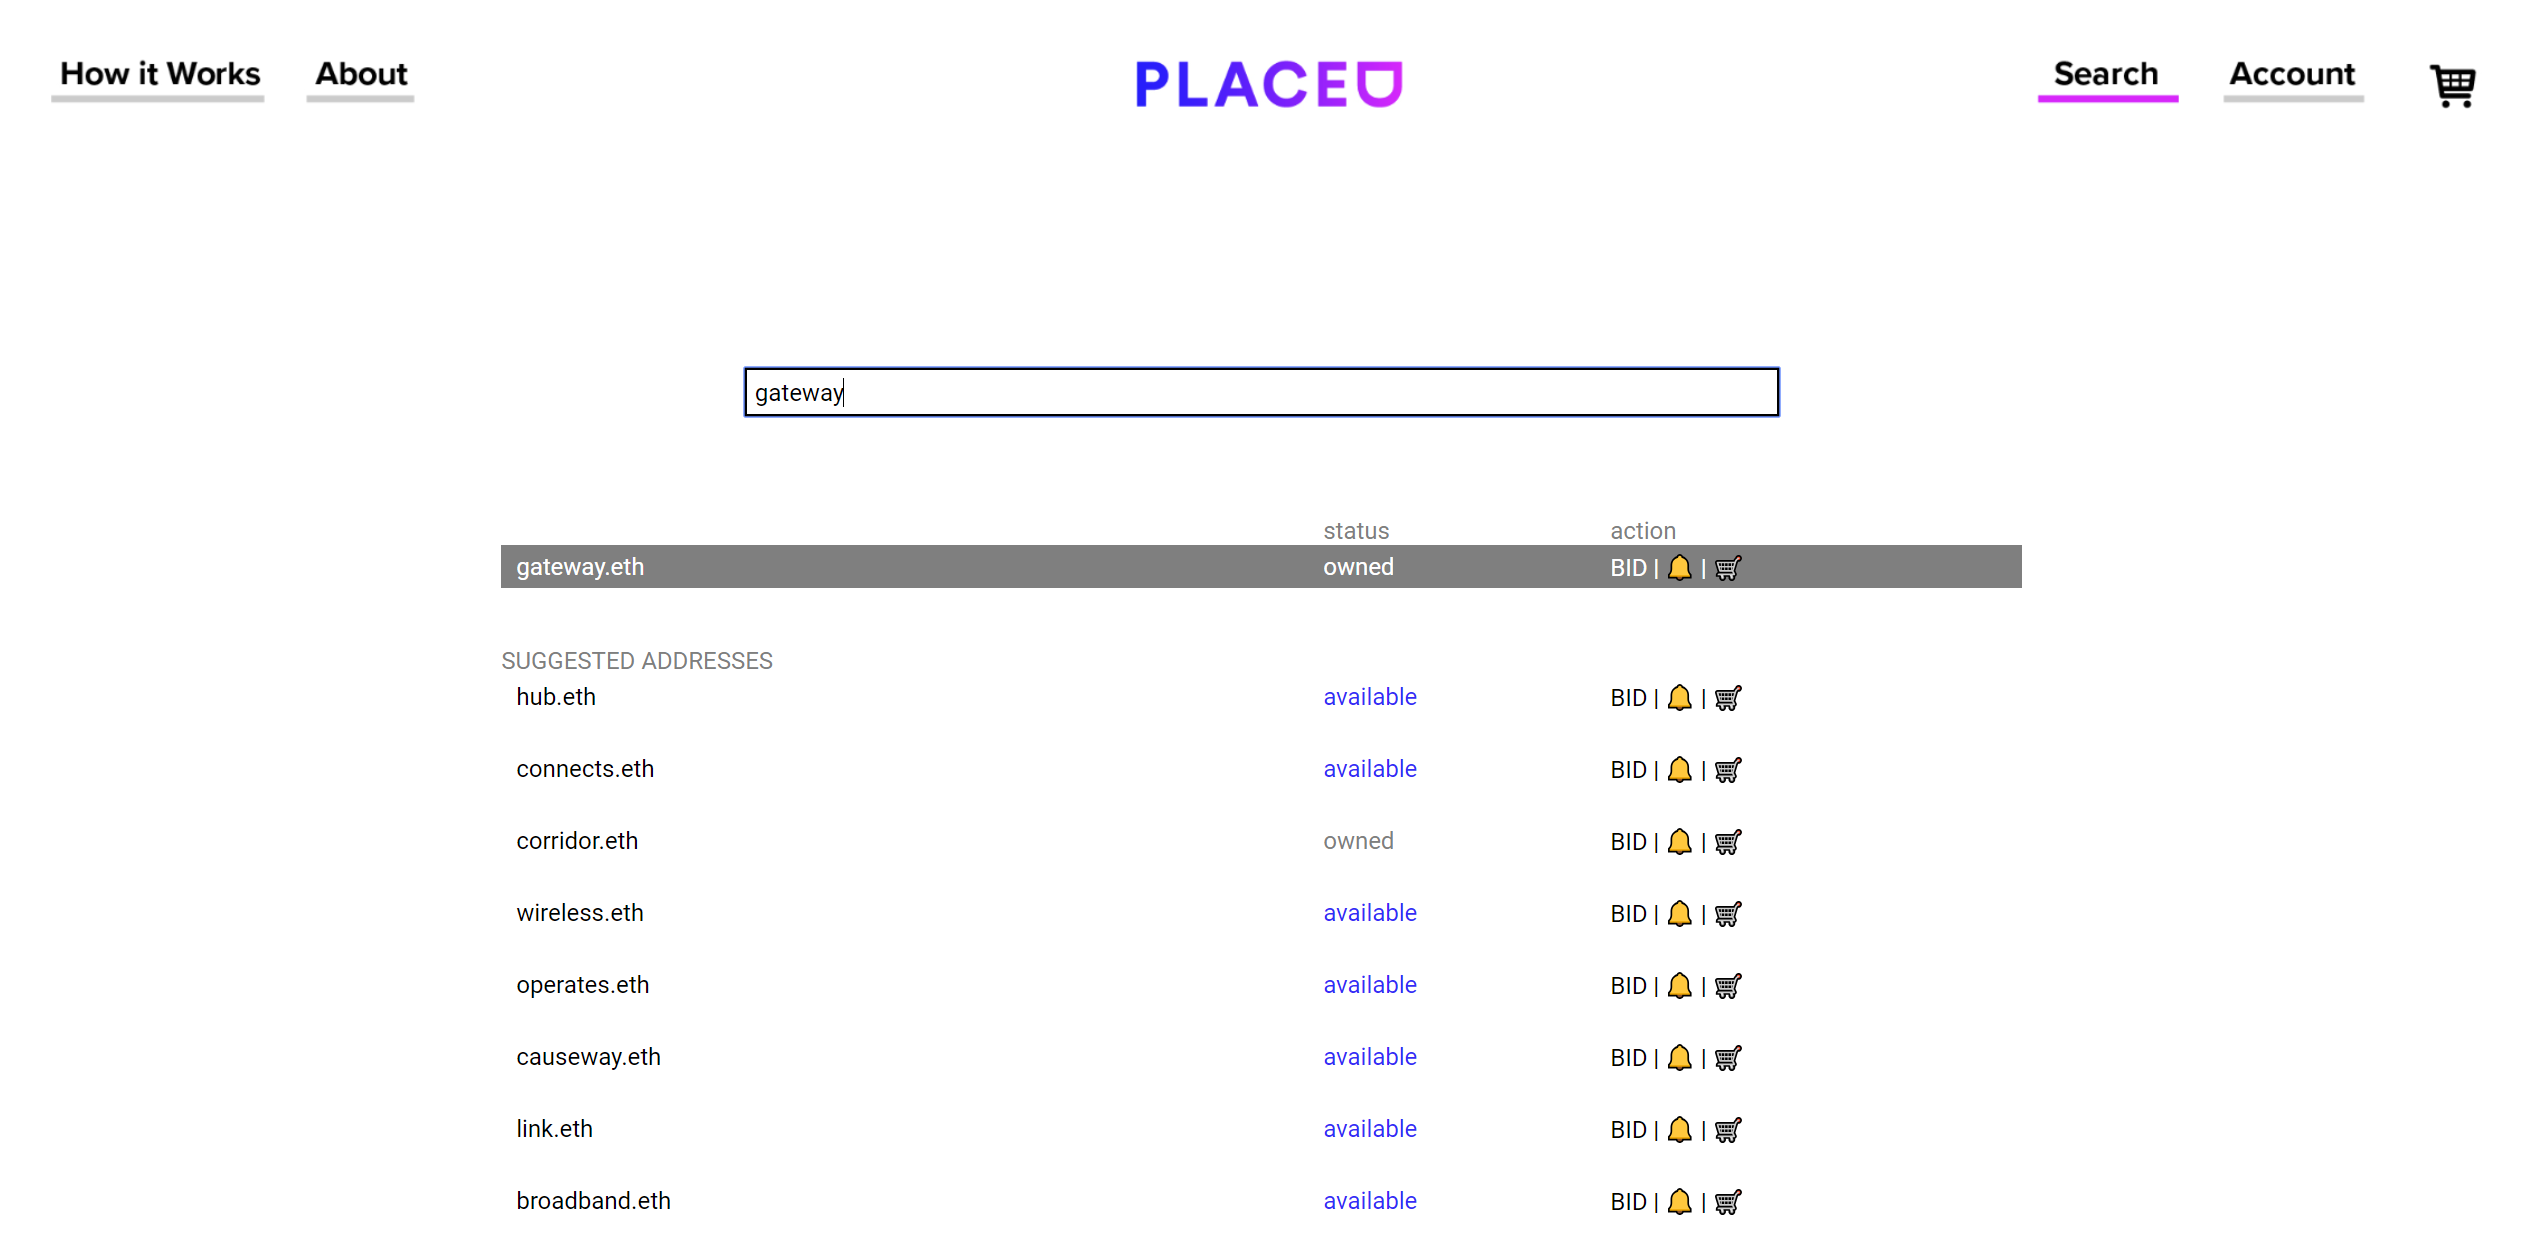 How it Works About PLACED Search Account
gateway
status action
gateway.eth owned BID | 🔔 | 🛒
SUGGESTED ADDRESSES
hub.eth available BID | 🔔 | 🛒
connects.eth available BID | 🔔 | 🛒
corridor.eth owned BID | 🔔 | 🛒
wireless.eth available BID | 🔔 | 🛒
operates.eth available BID | 🔔 | 🛒
causeway.eth available BID | 🔔 | 🛒
link.eth available BID | 🔔 | 🛒
broadband.eth available BID | 🔔 | 🛒